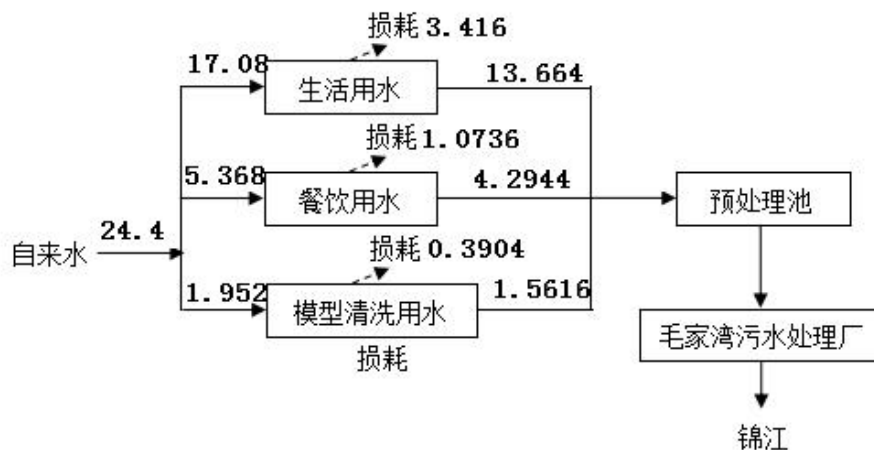 损耗 3.416
17.08
生活用水
13.664
损耗 1.0736
5.368
餐饮用水
4.2944
预处理池
自来水
24.4
损耗 0.3904
1.952
模型清洗用水
1.5616
损耗
毛家湾污水处理厂
锦江